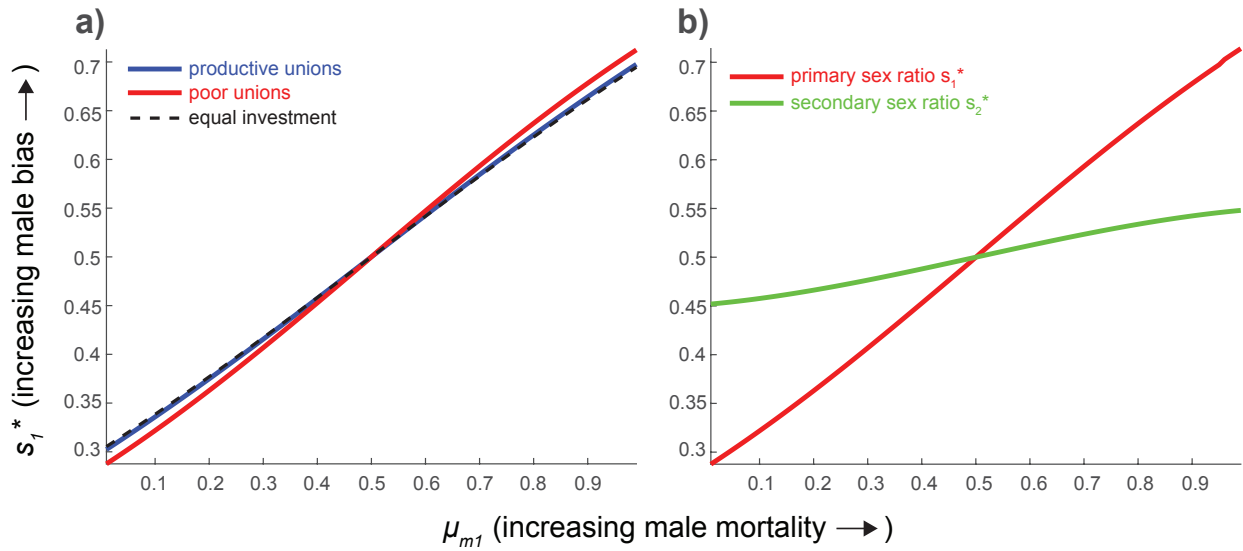 a)
productive unions
poor unions
equal investment
s₁* (increasing male bias ⟶)
0.7
0.65
0.6
0.55
0.5
0.45
0.4
0.35
0.3
0.1 0.2 0.3 0.4 0.5 0.6 0.7 0.8 0.9
b)
primary sex ratio s₁*
secondary sex ratio s₂*
0.7
0.65
0.6
0.55
0.5
0.45
0.4
0.35
0.3
0.1 0.2 0.3 0.4 0.5 0.6 0.7 0.8 0.9
μₘ₁ (increasing male mortality ⟶)